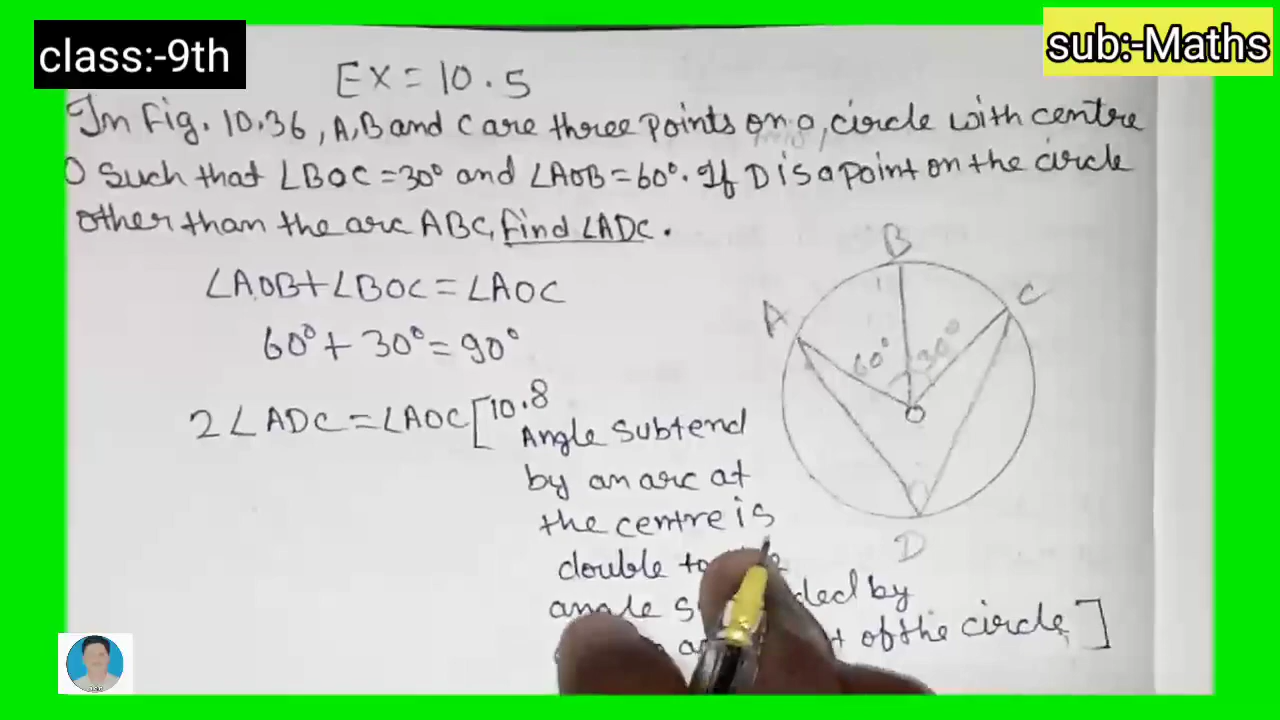 class:-9th
sub:-Maths
EX = 10.5
In Fig. 10.36, A, B and C are three points on a circle with centre
O such that ∠BOC = 30° and ∠AOB = 60°. If D is a point on the circle
other than the arc ABC, find ∠ADC.
∠AOB + ∠BOC = ∠AOC
60° + 30° = 90°
2∠ADC = ∠AOC [10.8
Angle subtend
by an arc at
the centre is
double
angle
of the circle]
A
B
C
60°
30°
O
D